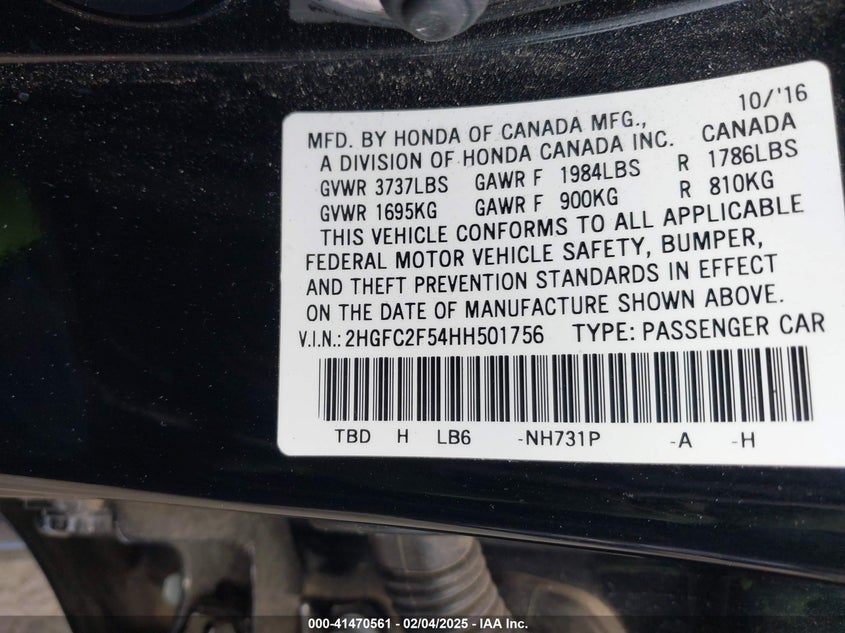 10/'16
MFD. BY HONDA OF CANADA MFG.,
A DIVISION OF HONDA CANADA INC. CANADA
GVWR 3737LBS GAWR F 1984LBS R 1786LBS
GVWR 1695KG GAWR F 900KG R 810KG
THIS VEHICLE CONFORMS TO ALL APPLICABLE
FEDERAL MOTOR VEHICLE SAFETY, BUMPER,
AND THEFT PREVENTION STANDARDS IN EFFECT
ON THE DATE OF MANUFACTURE SHOWN ABOVE.
V.I.N.: 2HGFC2F54HH501756 TYPE: PASSENGER CAR
TBD H LB6 -NH731P -A -H
000-41470561 - 02/04/2025 - IAA Inc.